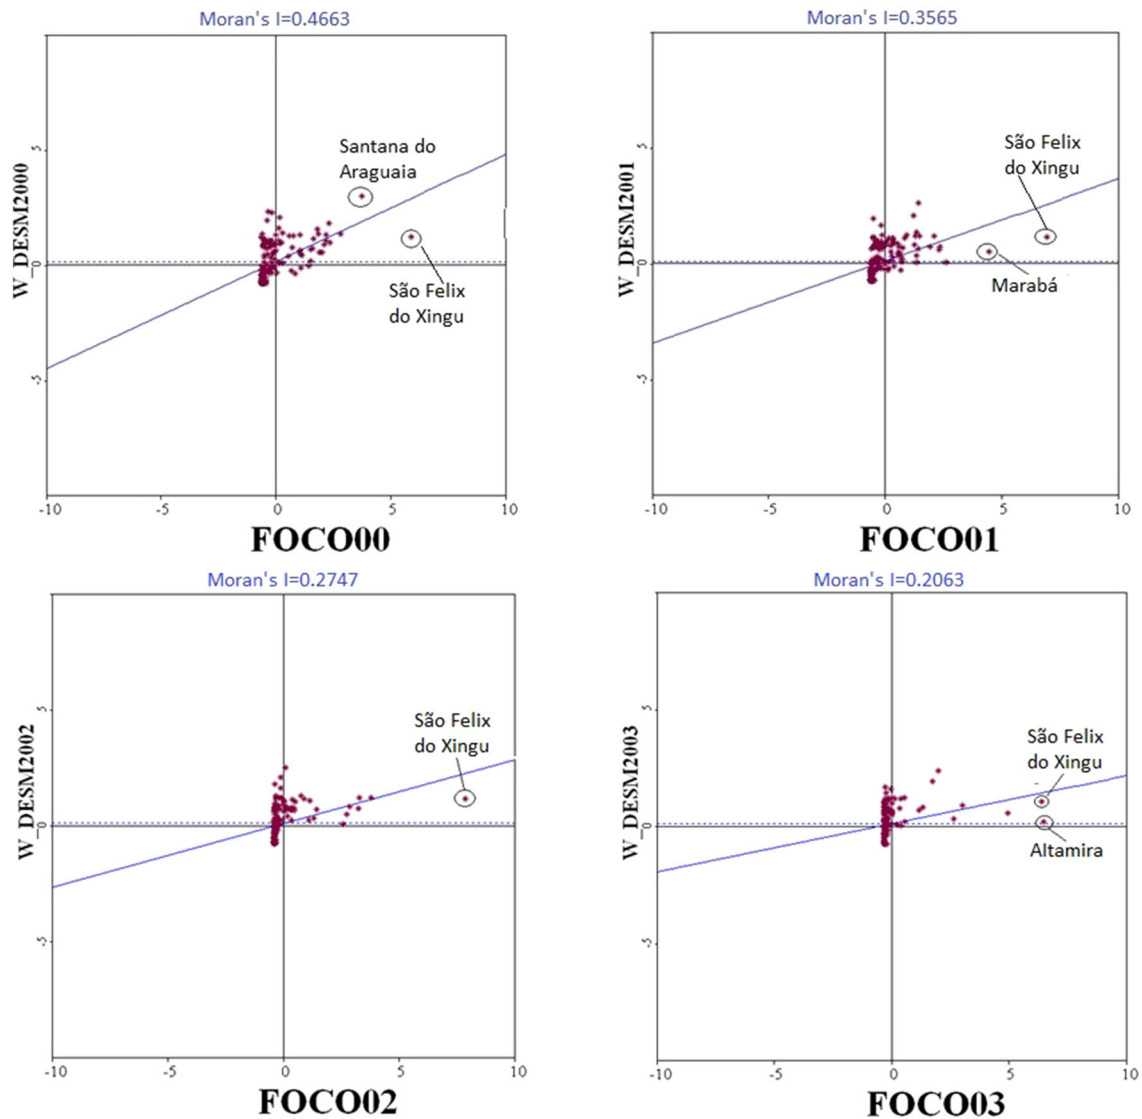 Moran's I=0.4663
W_DESM2000
5
0
-5
Santana do
Araguaia
São Felix
do Xingu
-10 -5 0 5 10
FOCO00
Moran's I=0.3565
W_DESM2001
5
0
-5
São Felix
do Xingu
Marabá
-10 -5 0 5 10
FOCO01
Moran's I=0.2747
W_DESM2002
5
0
-5
São Felix
do Xingu
-10 -5 0 5 10
FOCO02
Moran's I=0.2063
W_DESM2003
5
0
-5
São Felix
do Xingu
Altamira
-10 -5 0 5 10
FOCO03